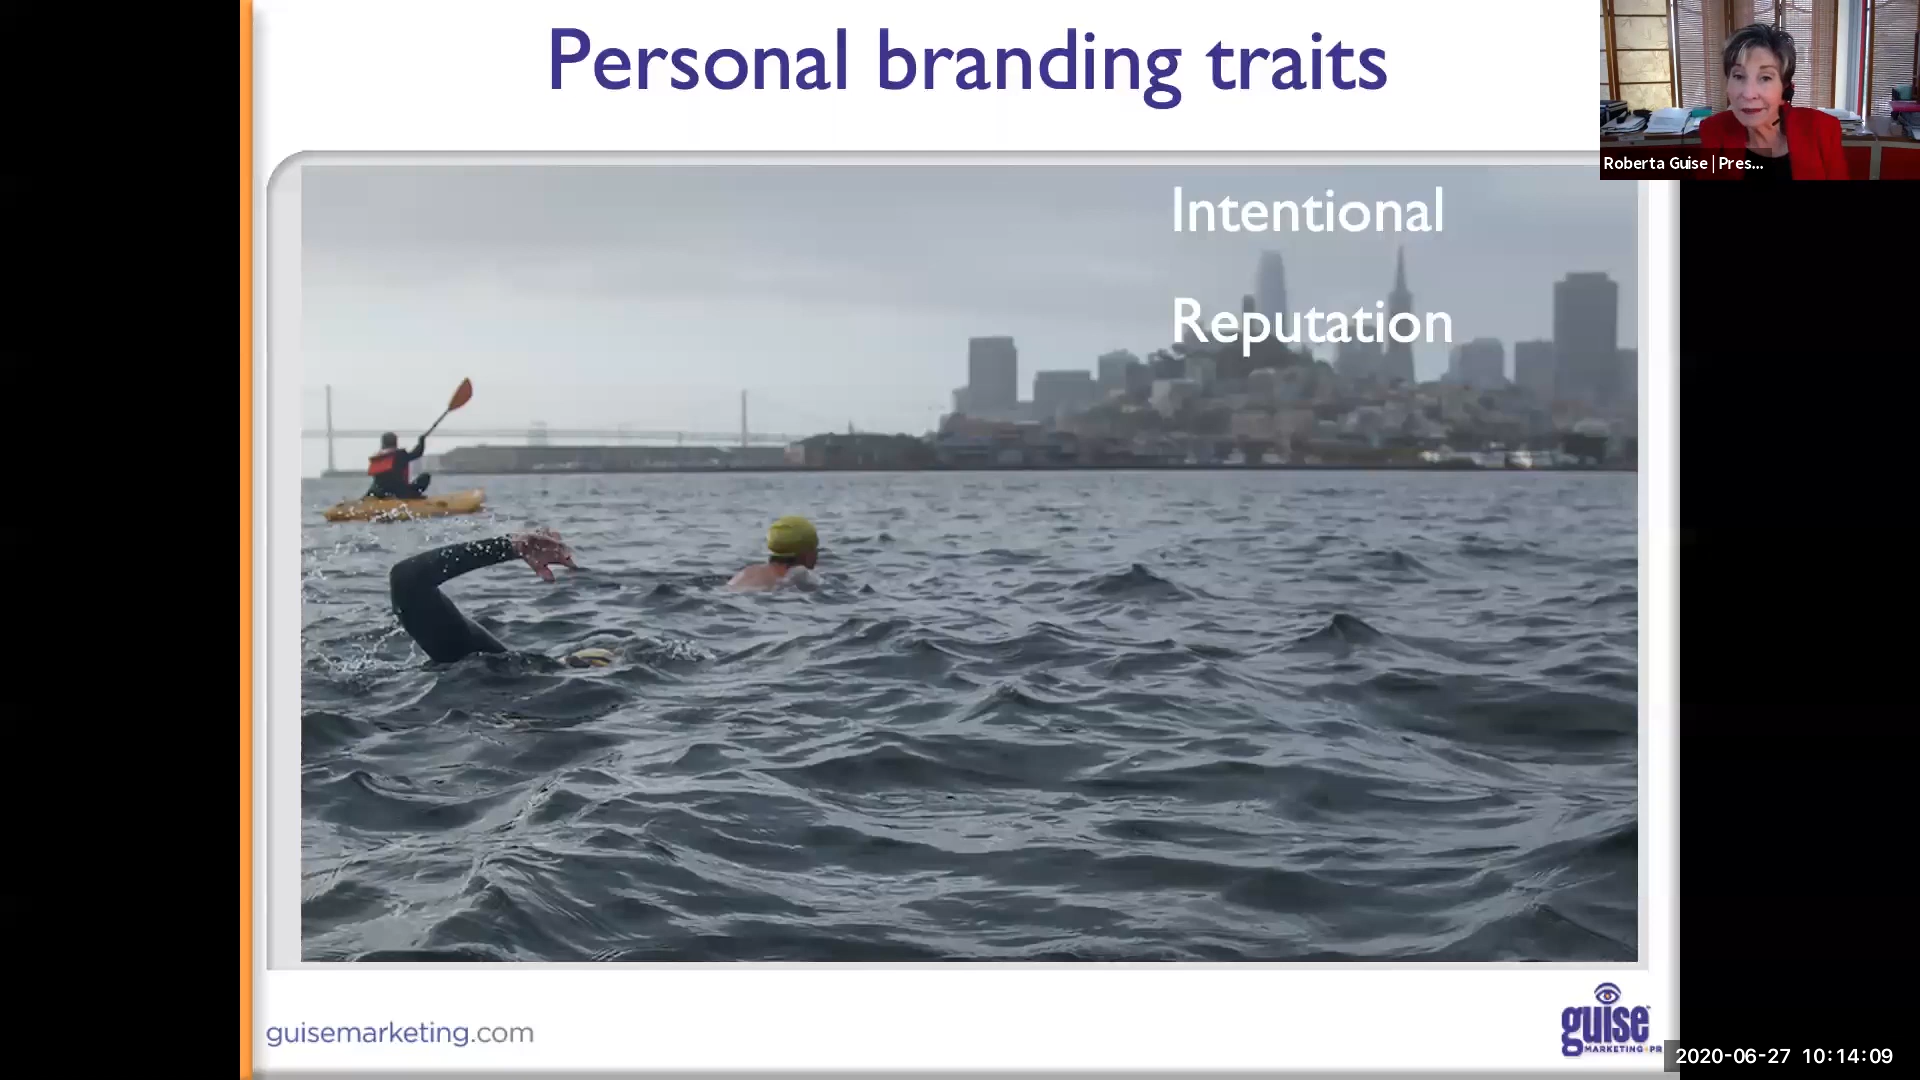 Personal branding traits
Roberta Guise | Pres...
Intentional
Reputation
guisemarketing.com
guise
MARKETING+PR
2020-06-27 10:14:09